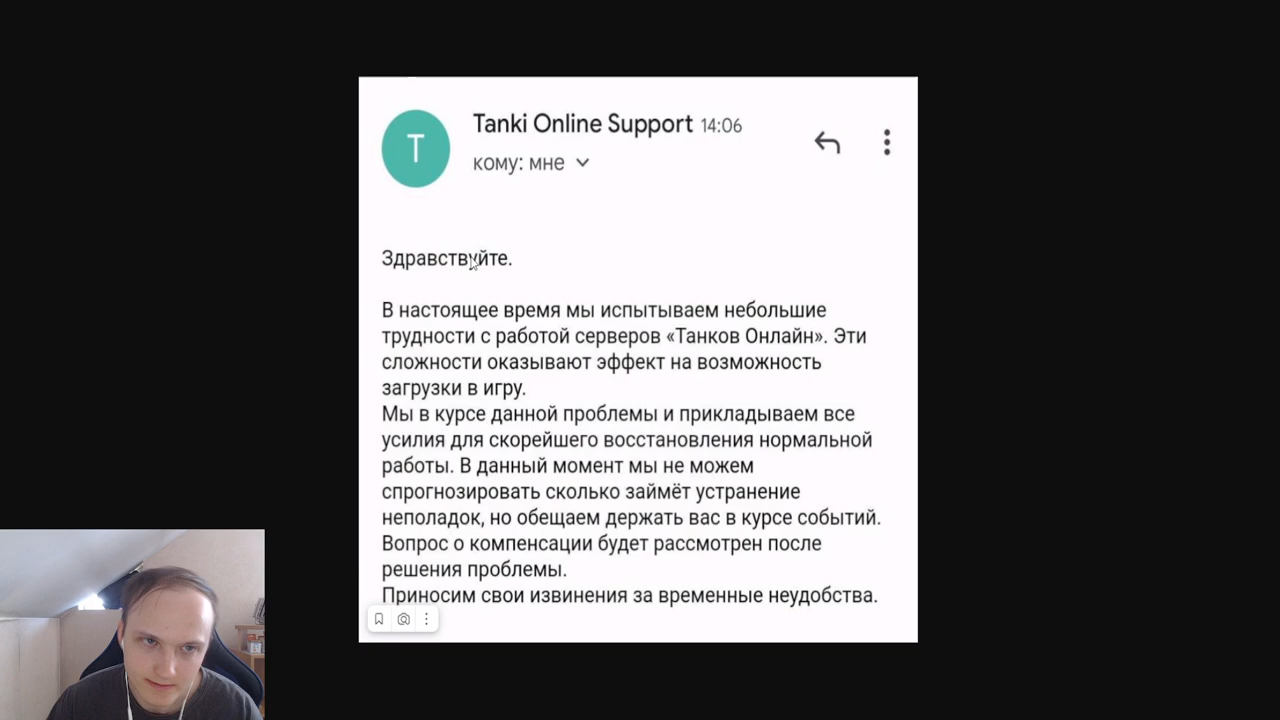 T
Tanki Online Support 14:06
кому: мне
Здравствуйте.
В настоящее время мы испытываем небольшие
трудности с работой серверов «Танков Онлайн». Эти
сложности оказывают эффект на возможность
загрузки в игру.
Мы в курсе данной проблемы и прикладываем все
усилия для скорейшего восстановления нормальной
работы. В данный момент мы не можем
спрогнозировать сколько займёт устранение
неполадок, но обещаем держать вас в курсе событий.
Вопрос о компенсации будет рассмотрен после
решения проблемы.
Приносим свои извинения за временные неудобства.